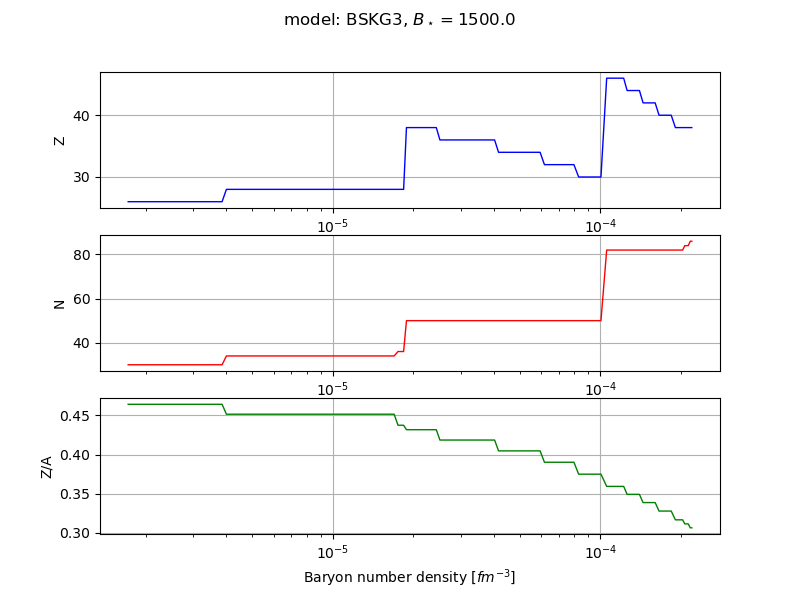 model: BSKG3, $B_\star = 1500.0$
40
Z
30
$10^{-5}$ $10^{-4}$
80
N
60
40
$10^{-5}$ $10^{-4}$
0.45
0.40
Z/A
0.35
0.30
$10^{-5}$ $10^{-4}$
Baryon number density [$fm^{-3}$]